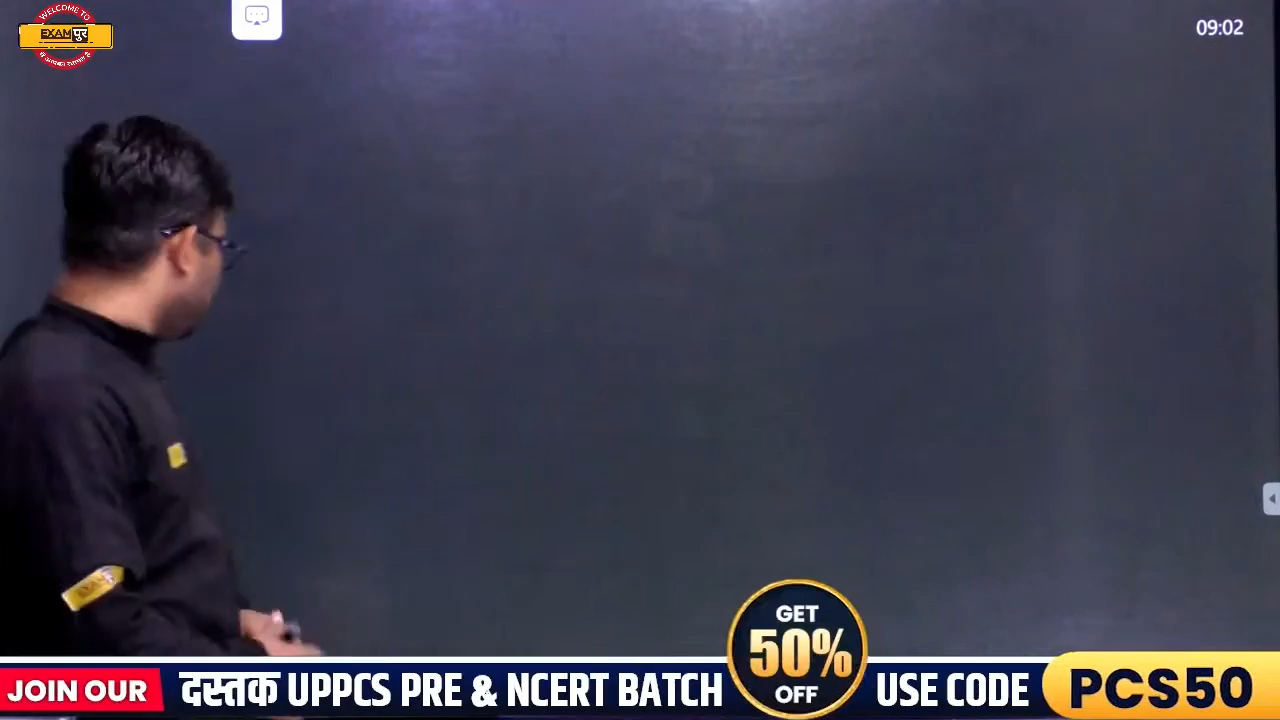 WELCOME TO
EXAMपुर
09:02
GET
50%
OFF
JOIN OUR
दस्तक UPPCS PRE & NCERT BATCH
USE CODE
PCS50